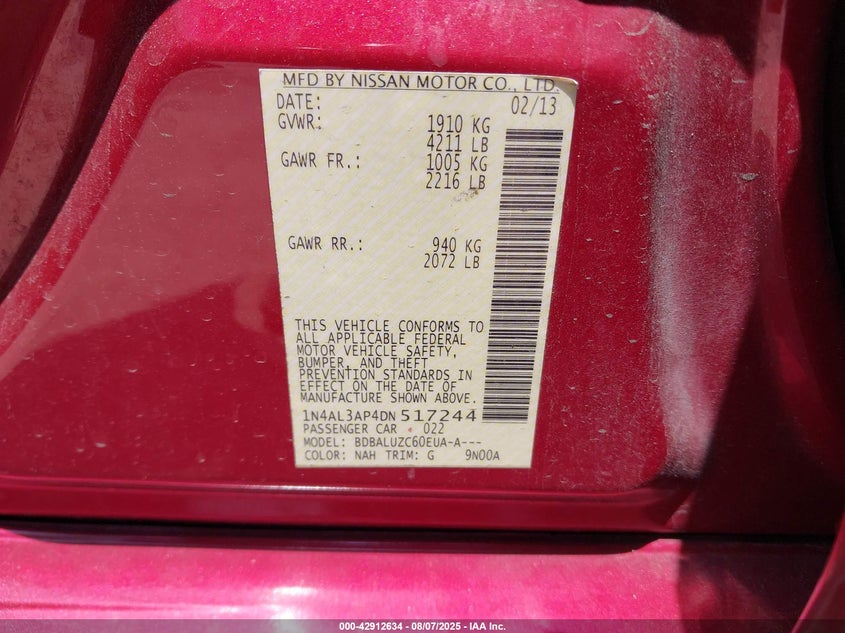 MFD BY NISSAN MOTOR CO., LTD.
DATE: 02/13
GVWR: 1910 KG
4211 LB
GAWR FR.: 1005 KG
2216 LB
GAWR RR.: 940 KG
2072 LB
THIS VEHICLE CONFORMS TO
ALL APPLICABLE FEDERAL
MOTOR VEHICLE SAFETY,
BUMPER, AND THEFT
PREVENTION STANDARDS IN
EFFECT ON THE DATE OF
MANUFACTURE SHOWN ABOVE.
1N4AL3AP4DN 517244
PASSENGER CAR 022
MODEL: BDBALUZC60EUA-A---
COLOR: NAH TRIM: G 9N00A
000-42912634 - 08/07/2025 - IAA Inc.